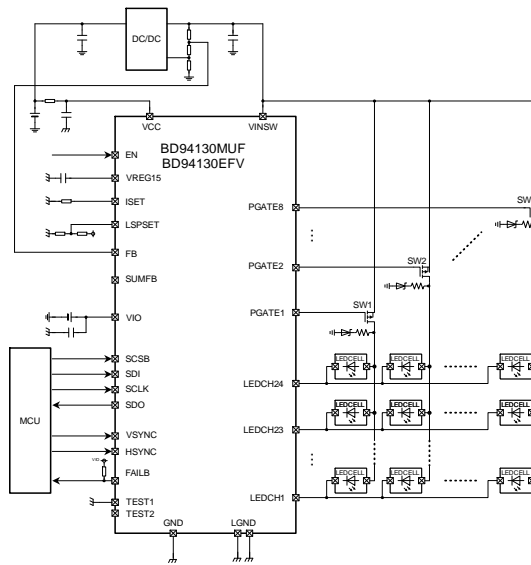 DC/DC
VCC
VINSW
BD94130MUF
BD94130EFV
EN
VREG15
ISET
LSPSET
FB
SUMFB
VIO
SCSB
SDI
SCLK
SDO
VSYNC
HSYNC
FAILB
TEST1
TEST2
MCU
VIO
GND
LGND
PGATE8
PGATE2
PGATE1
LEDCH24
LEDCH23
LEDCH1
SW
SW2
SW1
LEDCELL LEDCELL LEDCELL
LEDCELL LEDCELL LEDCELL
LEDCELL LEDCELL LEDCELL